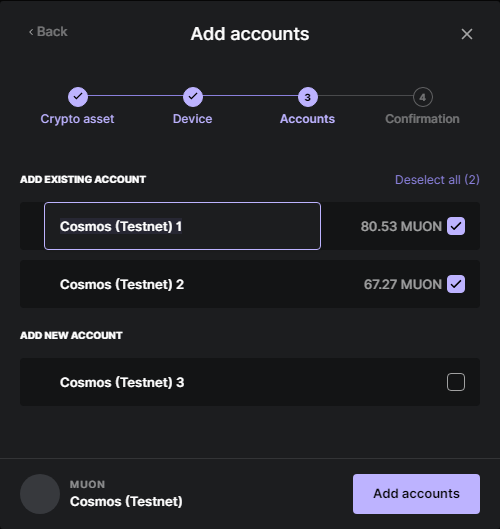 ‹ Back
Add accounts
3
4
Crypto asset
Device
Accounts
Confirmation
ADD EXISTING ACCOUNT
Deselect all (2)
Cosmos (Testnet) 1
80.53 MUON
Cosmos (Testnet) 2
67.27 MUON
ADD NEW ACCOUNT
Cosmos (Testnet) 3
MUON
Cosmos (Testnet)
Add accounts